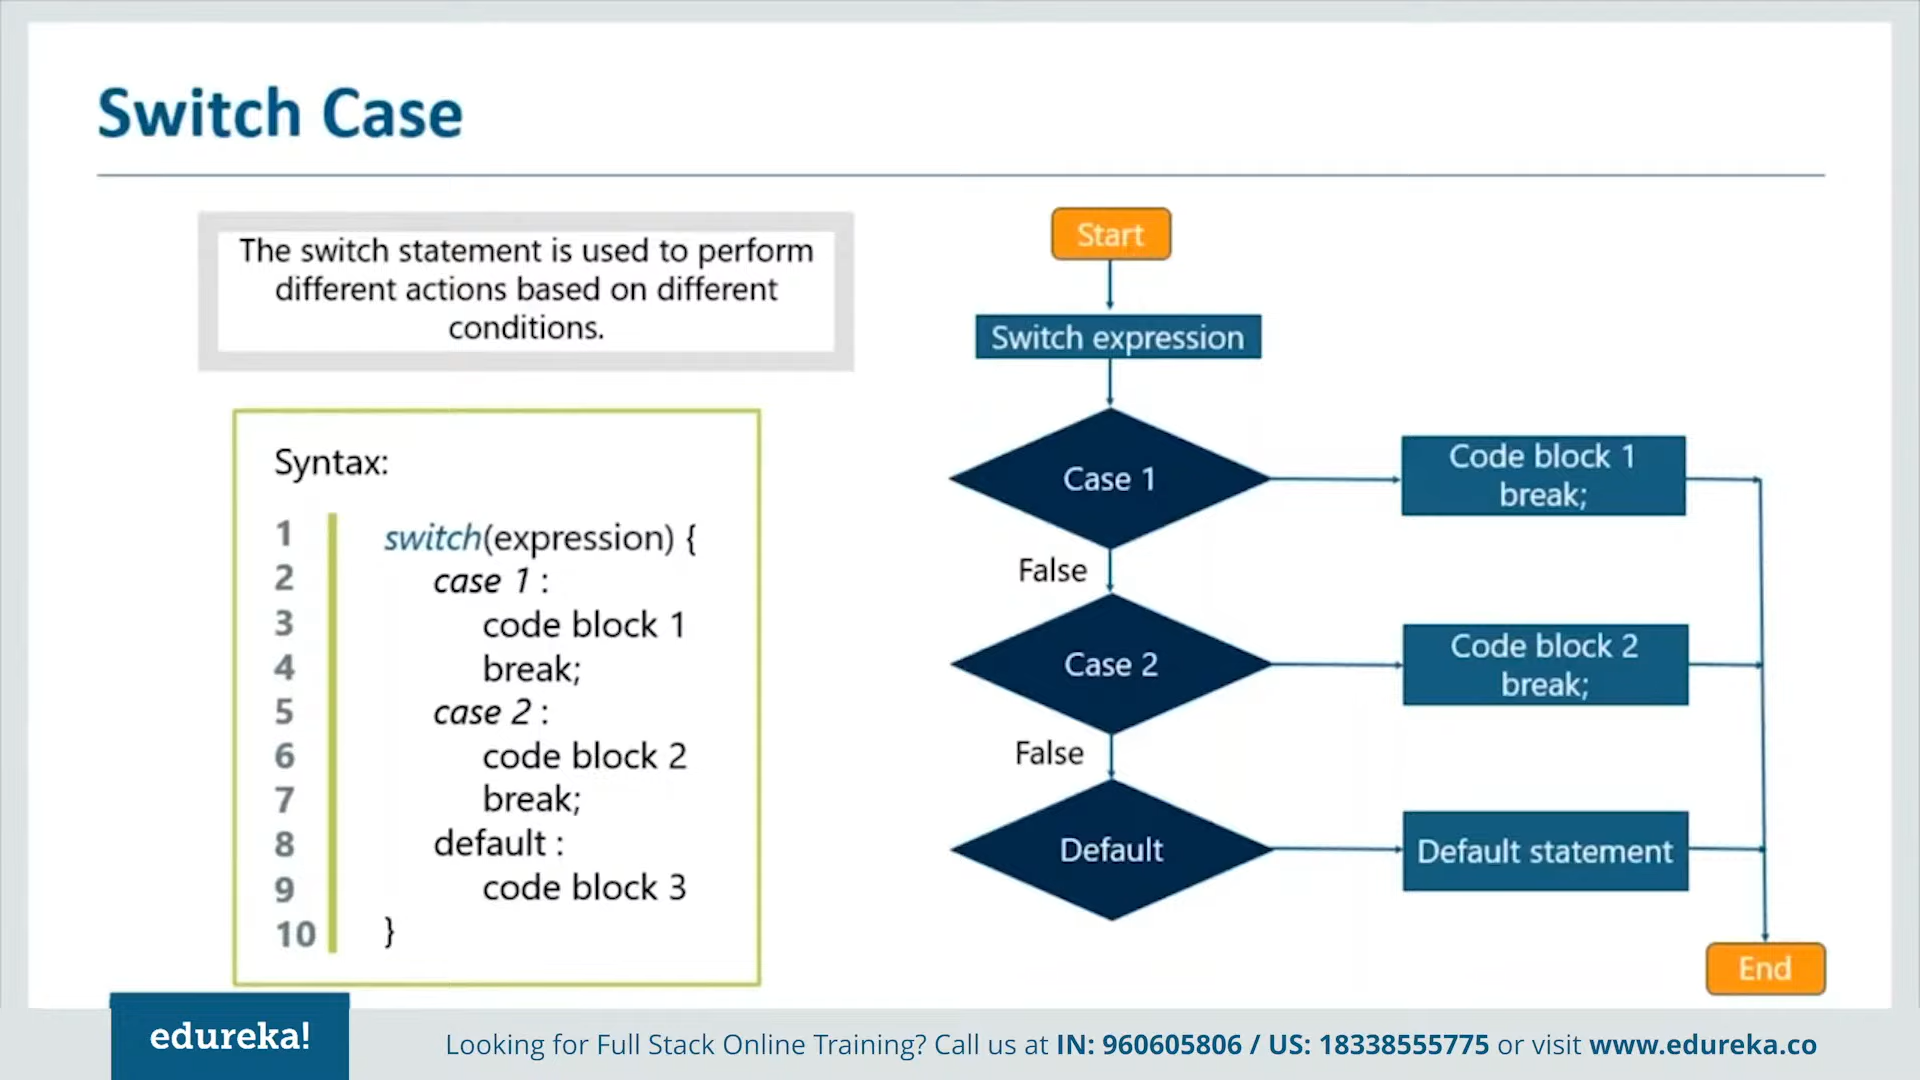 Switch Case
The switch statement is used to perform
different actions based on different
conditions.
Syntax:
1 switch(expression) {
2 case 1 :
3 code block 1
4 break;
5 case 2 :
6 code block 2
7 break;
8 default :
9 code block 3
10 }
Start
Switch expression
Case 1
Code block 1
break;
False
Case 2
Code block 2
break;
False
Default
Default statement
End
edureka!
Looking for Full Stack Online Training? Call us at IN: 960605806 / US: 18338555775 or visit www.edureka.co